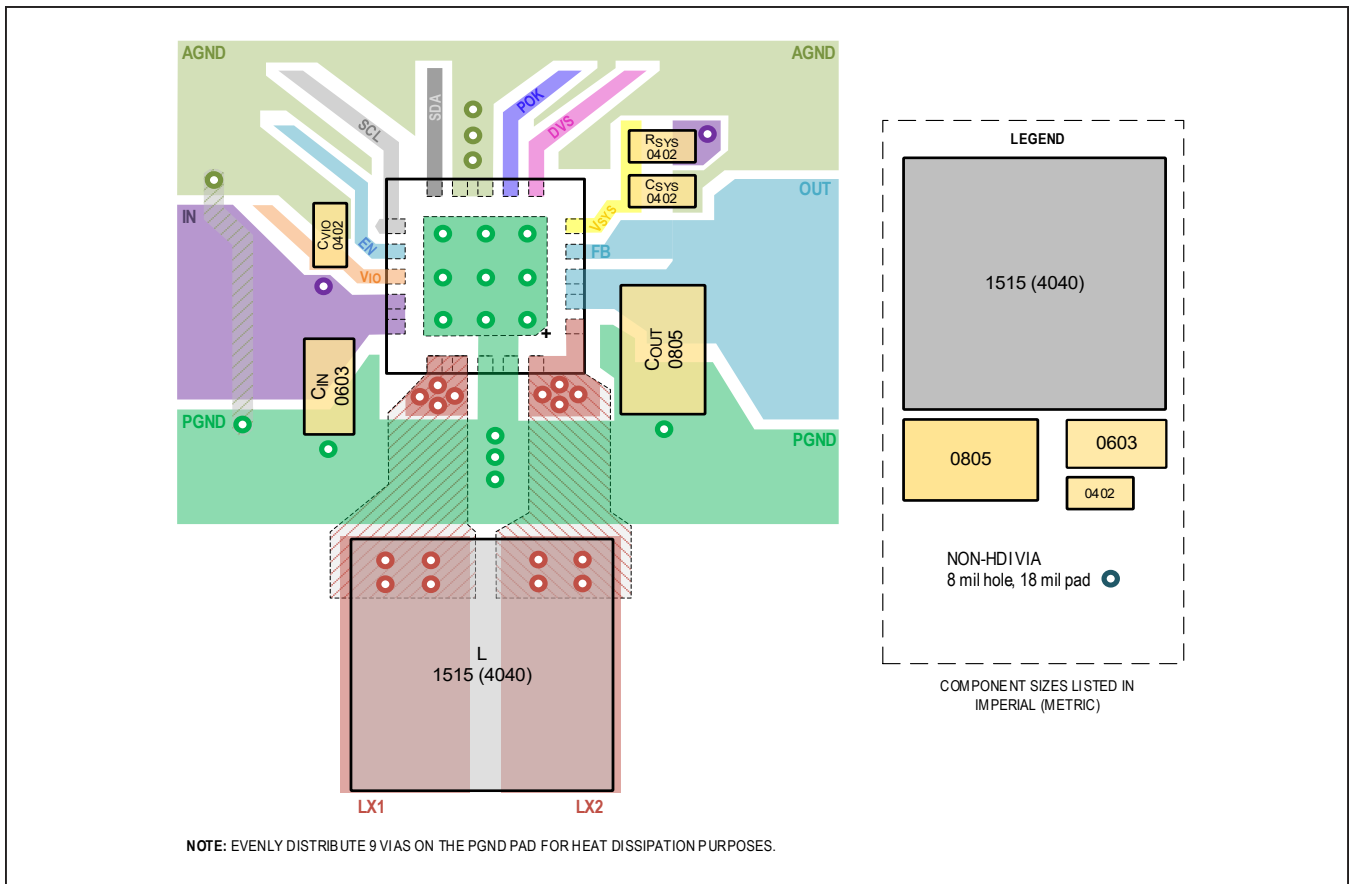 AGND
AGND
SCL
SDA
POK
DVS
RSYS
0402
LEGEND
CSYS
0402
OUT
IN
CVIO
0402
VSYS
EN
FB
VIO
1515 (4040)
+
CIN
0603
COUT
0805
PGND
PGND
0805
0603
0402
NON-HDI VIA
8 mil hole, 18 mil pad
L
1515 (4040)
COMPONENT SIZES LISTED IN
IMPERIAL (METRIC)
LX1
LX2
NOTE: EVENLY DISTRIBUTE 9 VIAS ON THE PGND PAD FOR HEAT DISSIPATION PURPOSES.